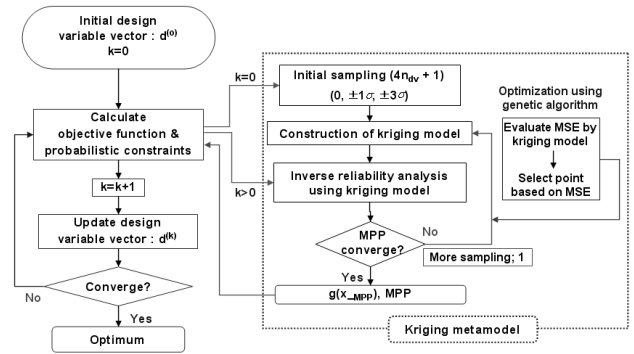 Initial design
variable vector : d(o)
k=0
Calculate
objective function &
probabilistic constraints
k=k+1
Update design
variable vector : d(k)
Converge?
No
Yes
Optimum
k=0
k>0
Initial sampling (4ndv + 1)
(0, ±1σ, ±3σ)
Construction of kriging model
Inverse reliability analysis
using kriging model
MPP
converge?
No
More sampling; 1
Yes
g(x_MPP), MPP
Optimization using
genetic algorithm
Evaluate MSE by
kriging model
Select point
based on MSE
Kriging metamodel